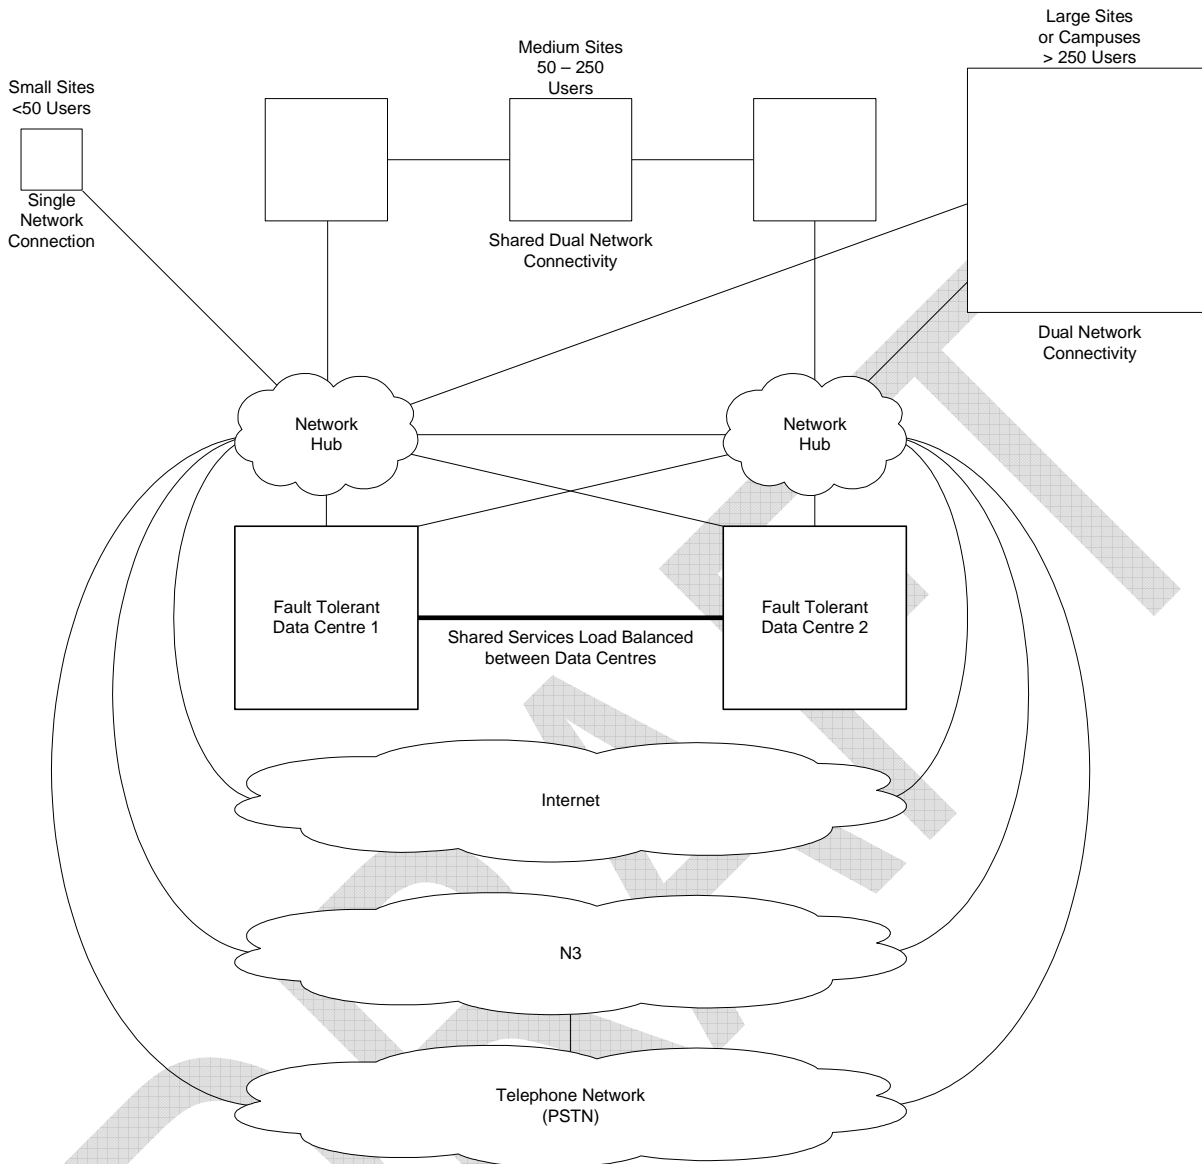 Large Sites
or Campuses
> 250 Users
Medium Sites
50 – 250
Users
Small Sites
<50 Users
Single
Network
Connection
Shared Dual Network
Connectivity
Dual Network
Connectivity
Network
Hub
Network
Hub
Fault Tolerant
Data Centre 1
Fault Tolerant
Data Centre 2
Shared Services Load Balanced
between Data Centres
Internet
N3
Telephone Network
(PSTN)
DRAFT